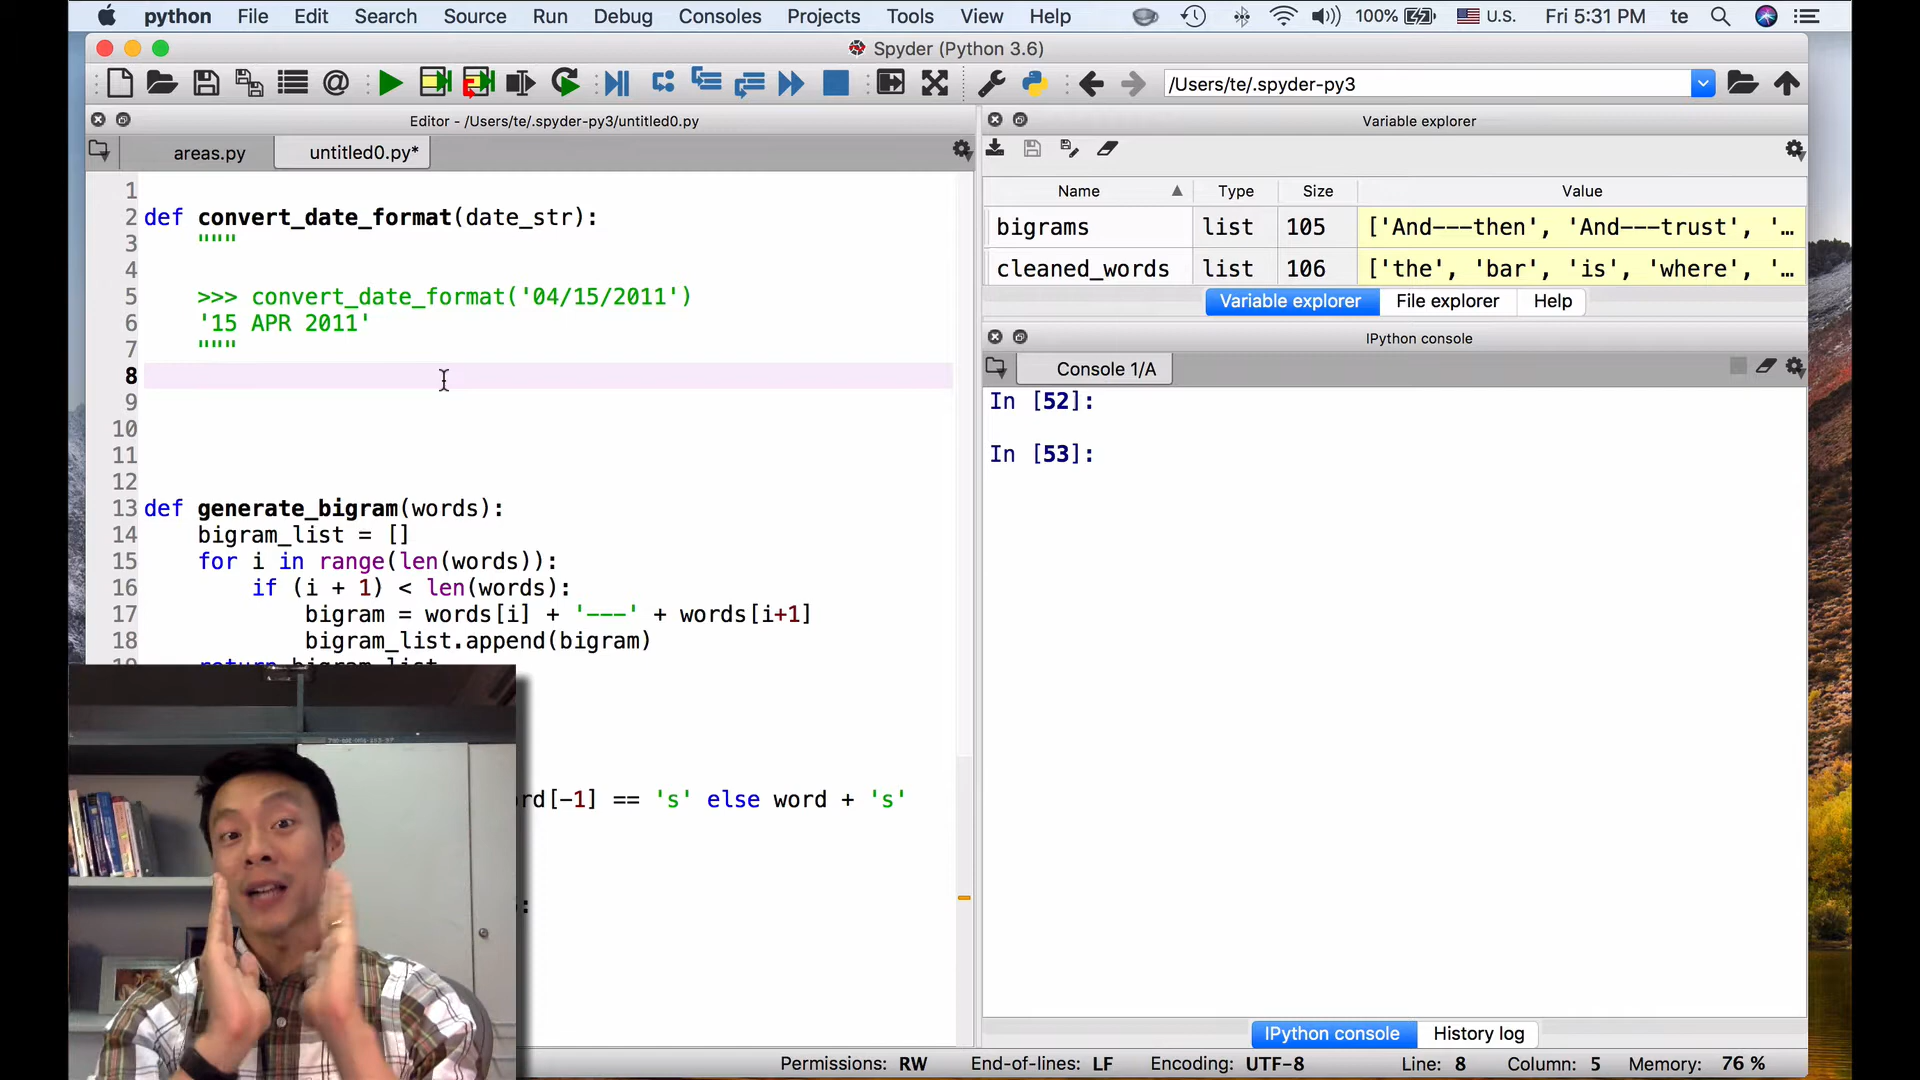 python File Edit Search Source Run Debug Consoles Projects Tools View Help 100% U.S. Fri 5:31 PM te
Spyder (Python 3.6)
/Users/te/.spyder-py3
Editor - /Users/te/.spyder-py3/untitled0.py
areas.py untitled0.py*
1
2 def convert_date_format(date_str):
3 """
4
5 >>> convert_date_format('04/15/2011')
6 '15 APR 2011'
7 """
8
9
10
11
12
13 def generate_bigram(words):
14 bigram_list = []
15 for i in range(len(words)):
16 if (i + 1) < len(words):
17 bigram = words[i] + '---' + words[i+1]
18 bigram_list.append(bigram)
19 return bigram_list
[-1] == 's' else word + 's'
:
Variable explorer
Name Type Size Value
bigrams list 105 ['And---then', 'And---trust', '…
cleaned_words list 106 ['the', 'bar', 'is', 'where', '…
Variable explorer File explorer Help
IPython console
Console 1/A
In [52]:
In [53]:
IPython console History log
Permissions: RW End-of-lines: LF Encoding: UTF-8 Line: 8 Column: 5 Memory: 76 %